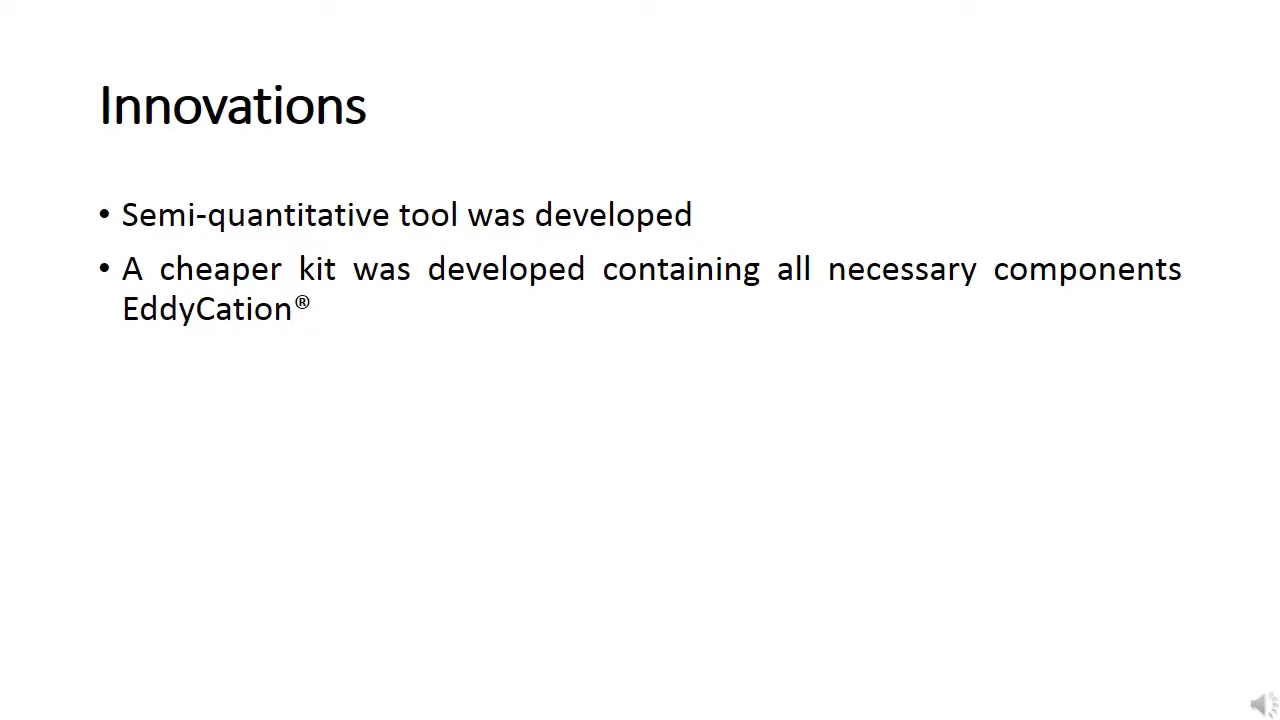 Innovations
• Semi-quantitative tool was developed
• A cheaper kit was developed containing all necessary components
EddyCation®